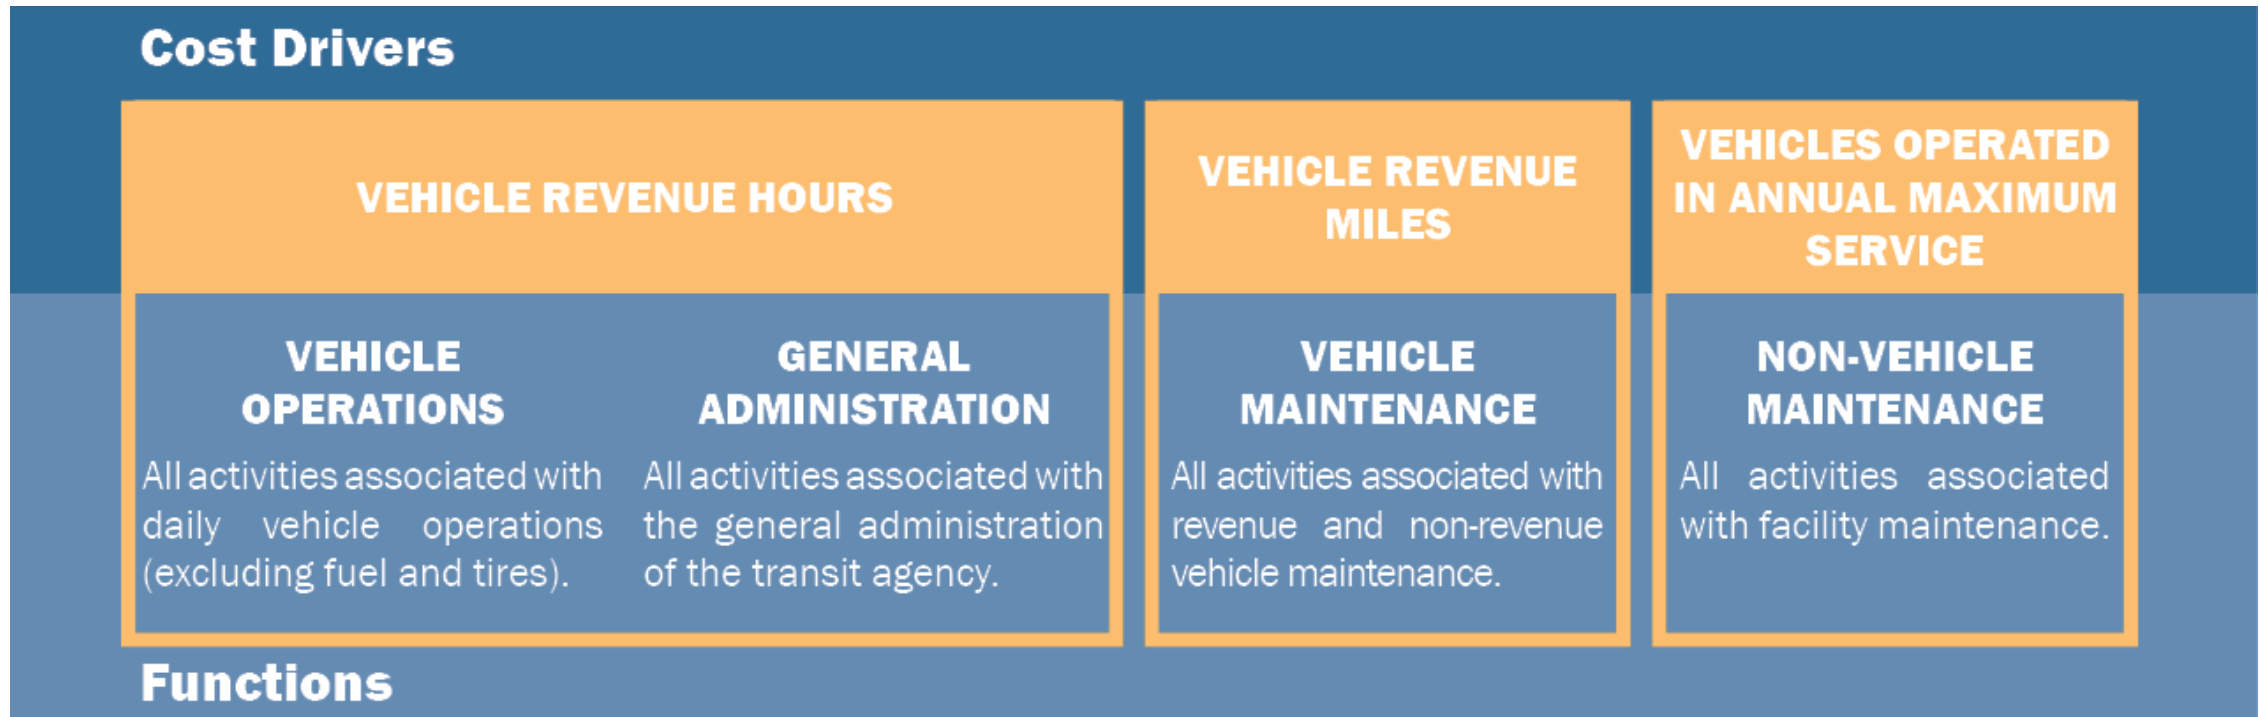 Cost Drivers
VEHICLE REVENUE HOURS
VEHICLE REVENUE
MILES
VEHICLES OPERATED
IN ANNUAL MAXIMUM
SERVICE
VEHICLE
OPERATIONS
All activities associated with
daily vehicle operations
(excluding fuel and tires).
GENERAL
ADMINISTRATION
All activities associated with
the general administration
of the transit agency.
VEHICLE
MAINTENANCE
All activities associated with
revenue and non-revenue
vehicle maintenance.
NON-VEHICLE
MAINTENANCE
All activities associated
with facility maintenance.
Functions